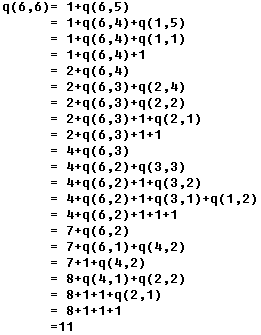 q(6,6)= 1+q(6,5)
= 1+q(6,4)+q(1,5)
= 1+q(6,4)+q(1,1)
= 1+q(6,4)+1
= 2+q(6,4)
= 2+q(6,3)+q(2,4)
= 2+q(6,3)+q(2,2)
= 2+q(6,3)+1+q(2,1)
= 2+q(6,3)+1+1
= 4+q(6,3)
= 4+q(6,2)+q(3,3)
= 4+q(6,2)+1+q(3,2)
= 4+q(6,2)+1+q(3,1)+q(1,2)
= 4+q(6,2)+1+1+1
= 7+q(6,2)
= 7+q(6,1)+q(4,2)
= 7+1+q(4,2)
= 8+q(4,1)+q(2,2)
= 8+1+1+q(2,1)
= 8+1+1+1
=11